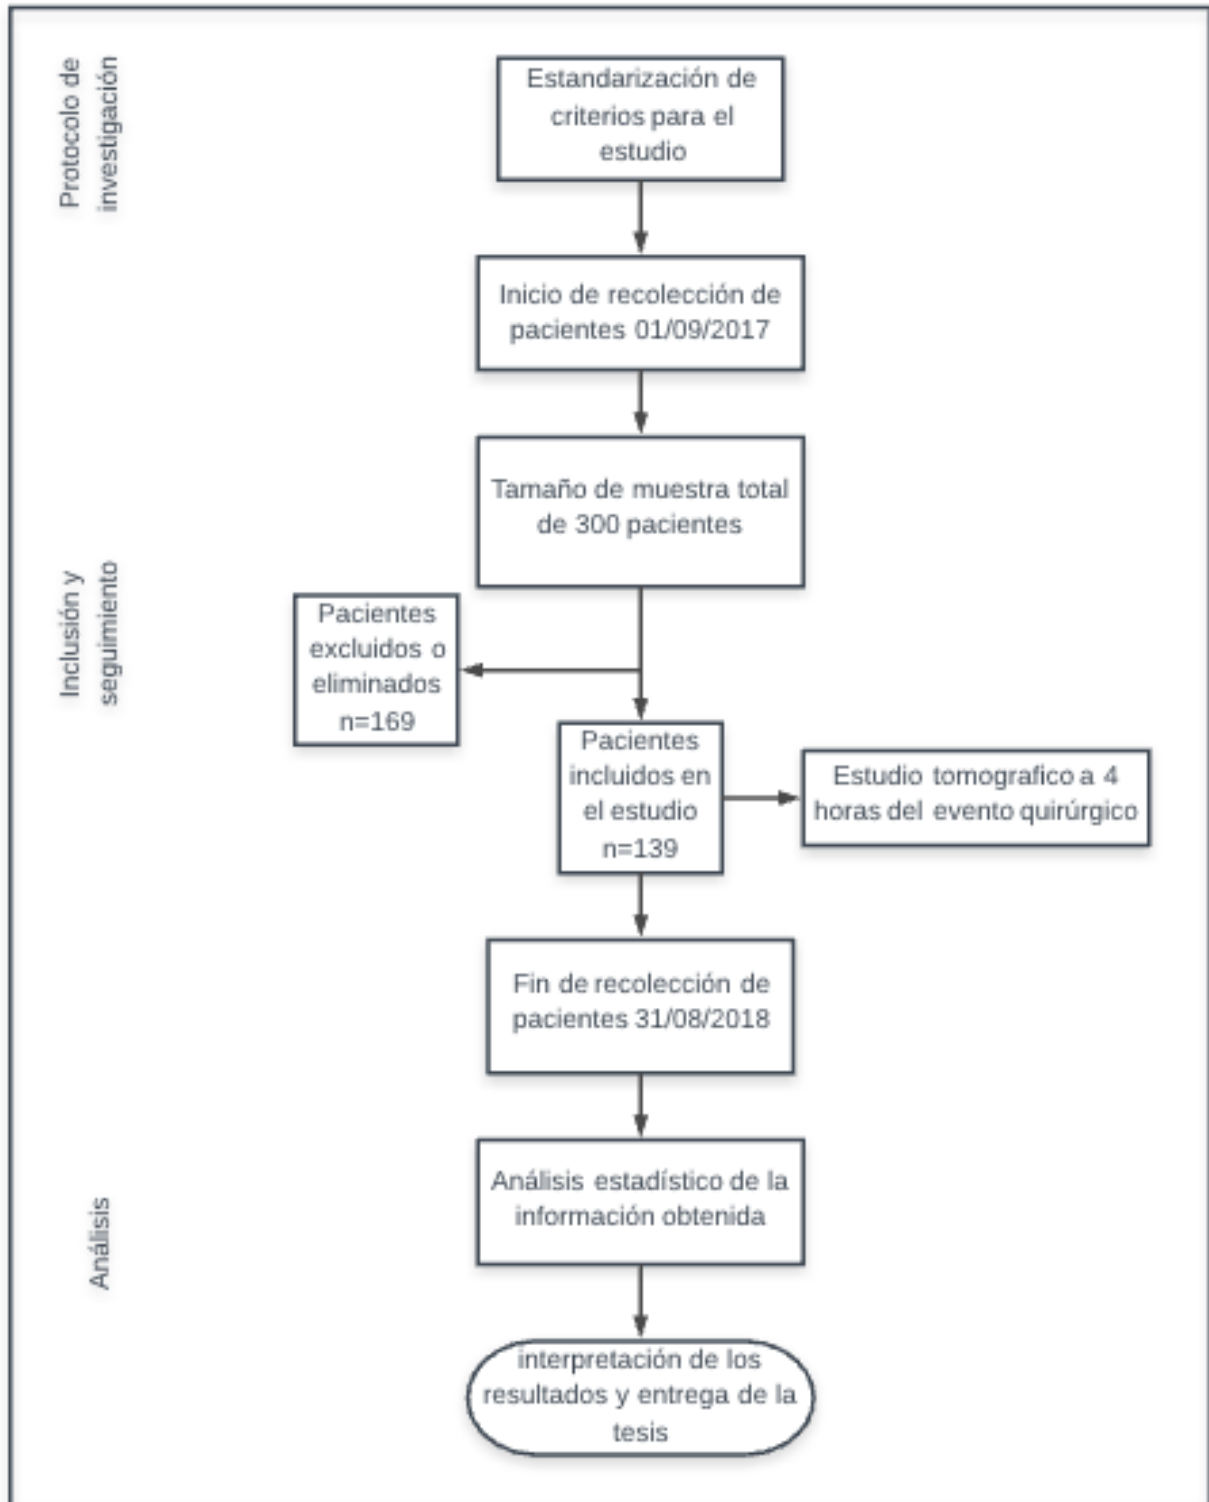 Protocolo de
investigación
Estandarización de
criterios para el
estudio
Inicio de recolección de
pacientes 01/09/2017
Tamaño de muestra total
de 300 pacientes
Inclusión y
seguimiento
Pacientes
excluidos o
eliminados
n=169
Pacientes
incluidos en
el estudio
n=139
Estudio tomografico a 4
horas del evento quirúrgico
Fin de recolección de
pacientes 31/08/2018
Análisis
Análisis estadístico de la
información obtenida
interpretación de los
resultados y entrega de la
tesis